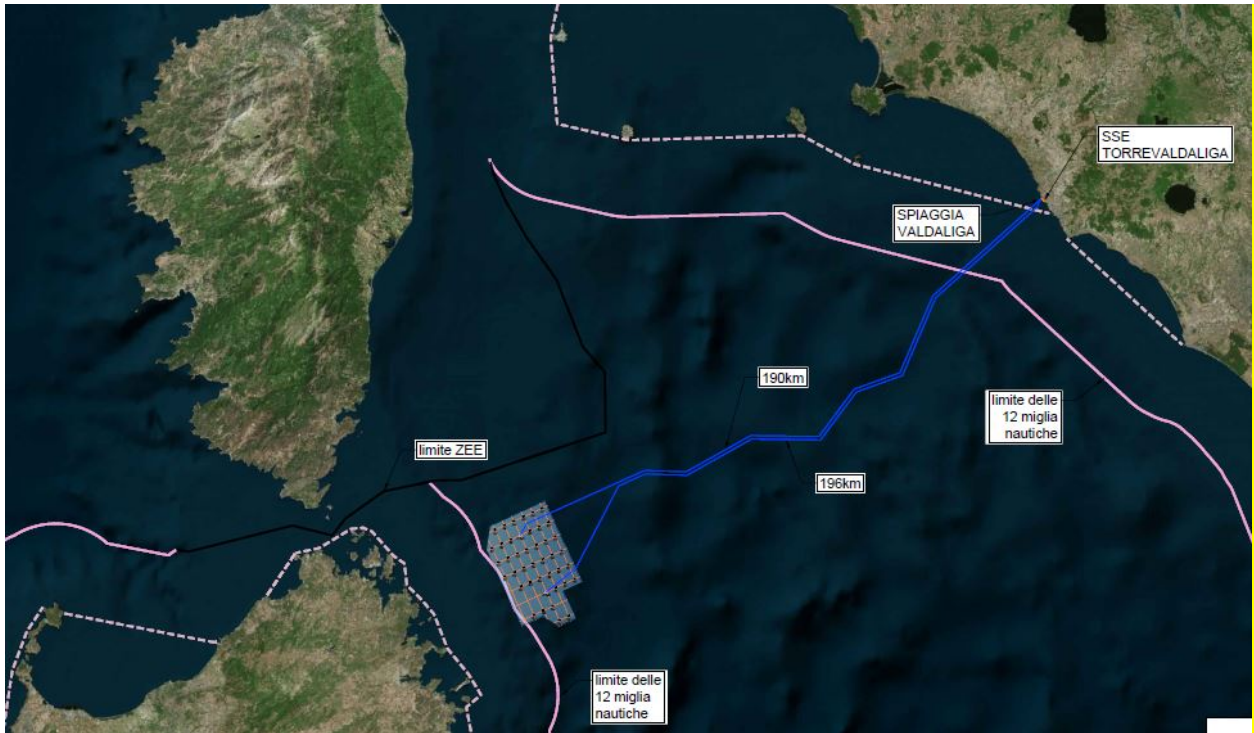 SSE
TORREVALDALIGA
SPIAGGIA
VALDALIGA
190km
limite delle
12 miglia
nautiche
limite ZEE
196km
limite delle
12 miglia
nautiche